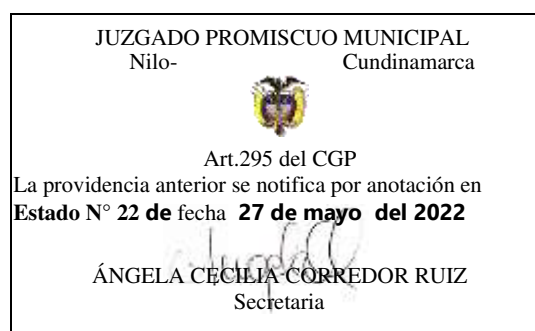 JUZGADO PROMISCUO MUNICIPAL
Nilo- Cundinamarca
Art.295 del CGP
La providencia anterior se notifica por anotación en
Estado N° 22 de fecha 27 de mayo del 2022
ÁNGELA CECILIA CORREDOR RUIZ
Secretaria